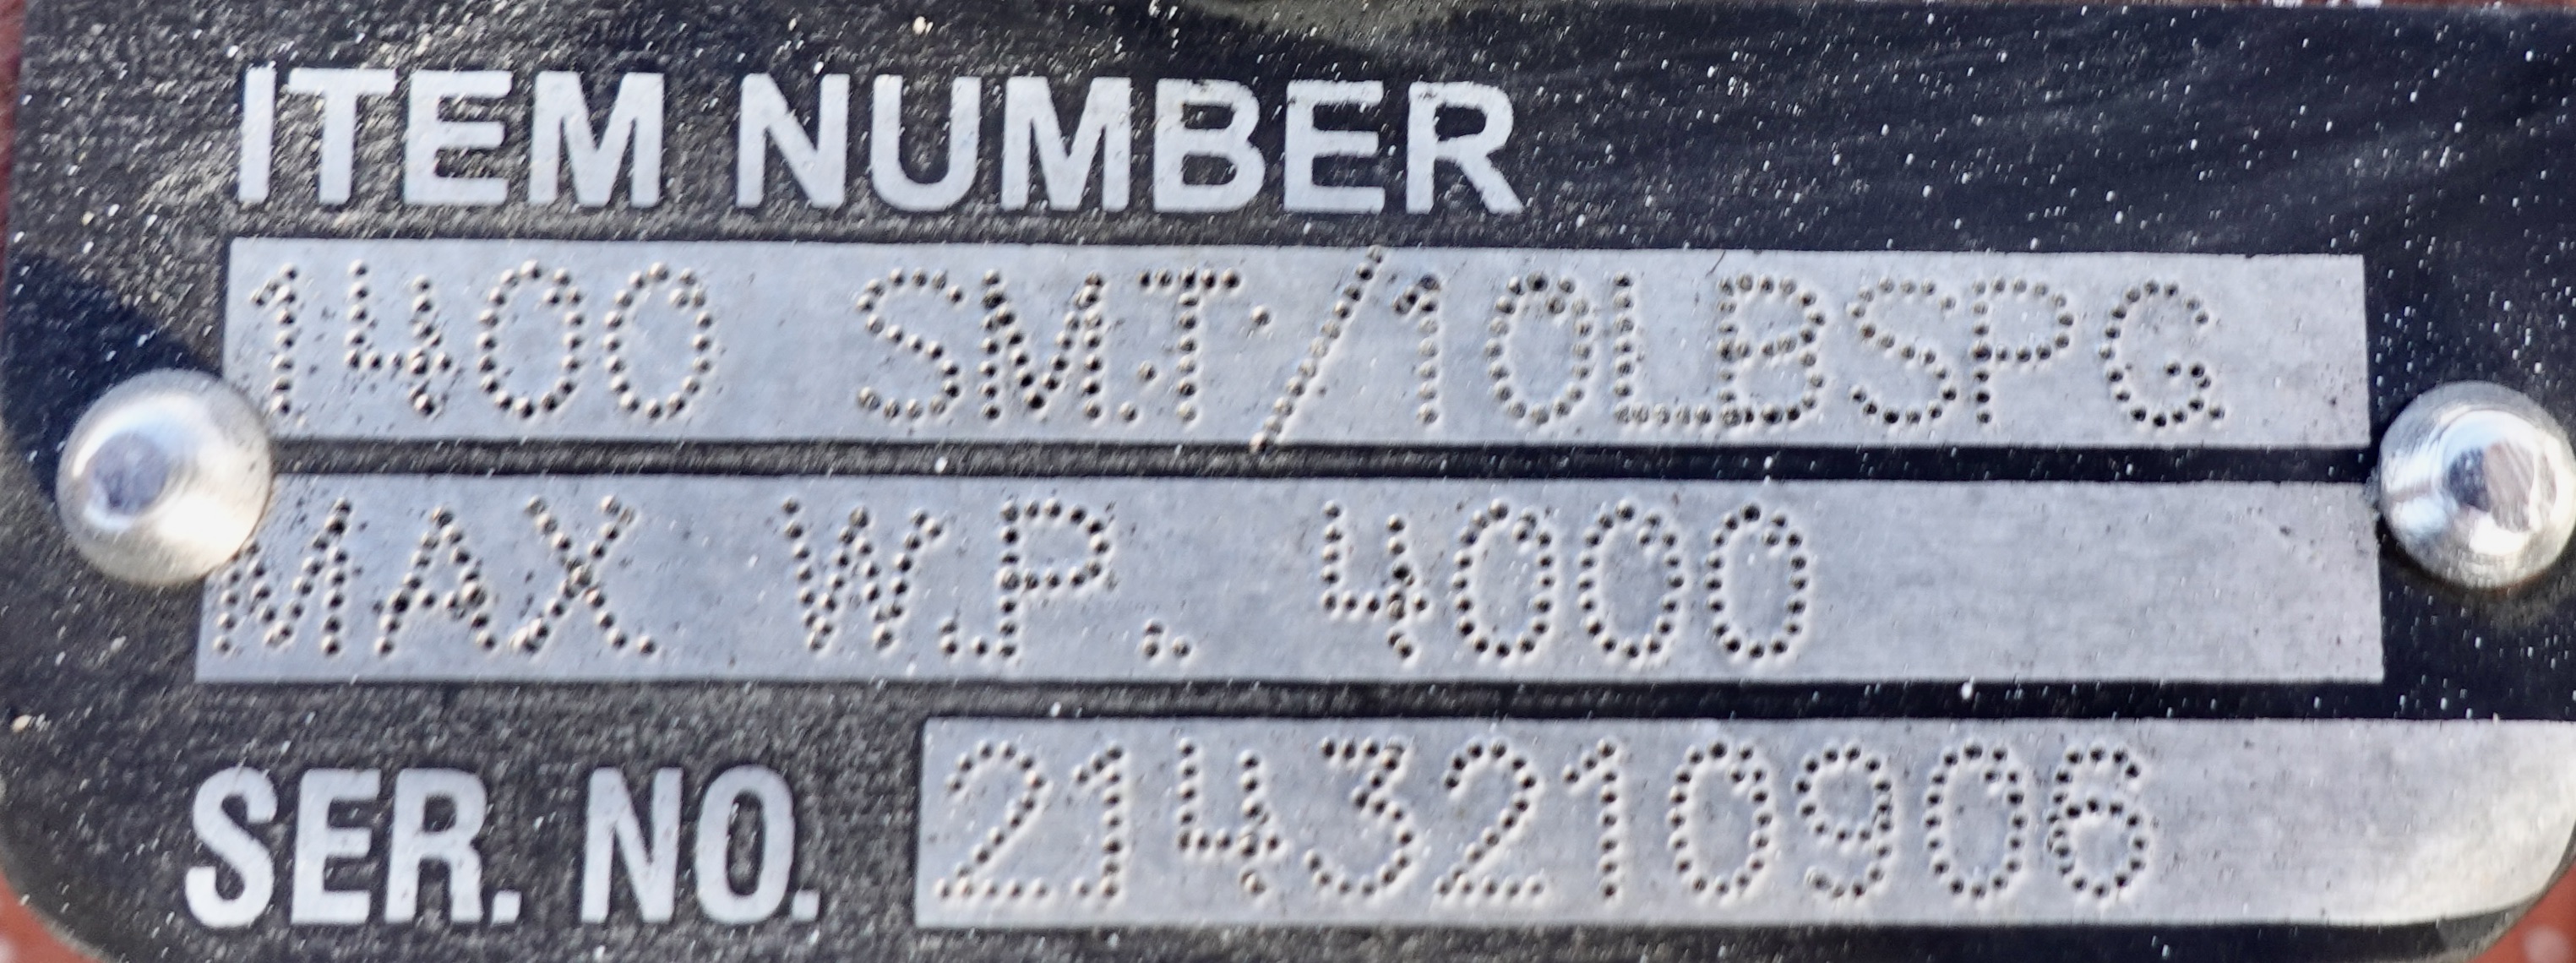 ITEM NUMBER
1400 SM.T./10LBSPG
MAX W.P. 4000
SER. NO. 2143210906